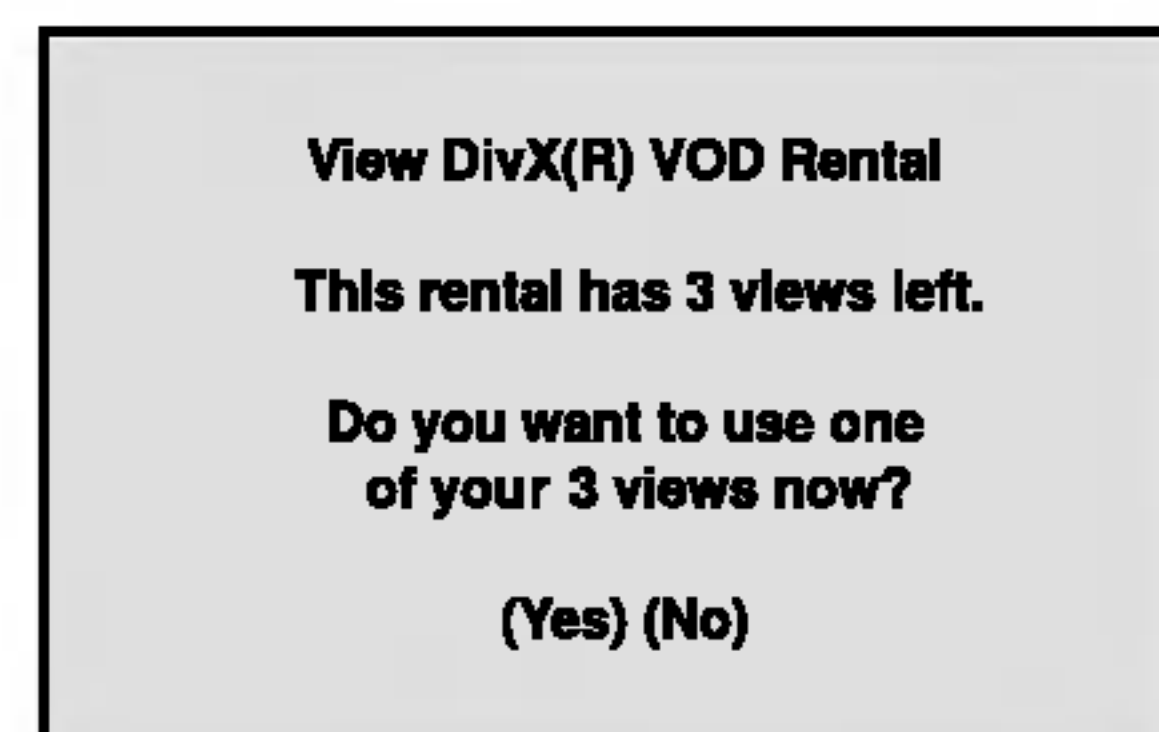 View DivX(R) VOD Rental
This rental has 3 views left.
Do you want to use one
of your 3 views now?
(Yes) (No)